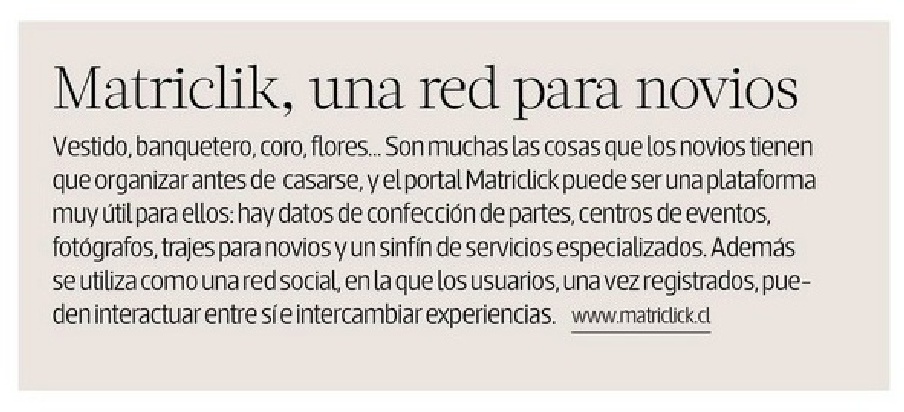 Matriclik, una red para novios
Vestido, banquetero, coro, flores... Son muchas las cosas que los novios tienen
que organizar antes de casarse, y el portal Matriclick puede ser una plataforma
muy útil para ellos: hay datos de confección de partes, centros de eventos,
fotógrafos, trajes para novios y un sinfín de servicios especializados. Además
se utiliza como una red social, en la que los usuarios, una vez registrados, pue-
den interactuar entre sí e intercambiar experiencias. www.matriclick.cl